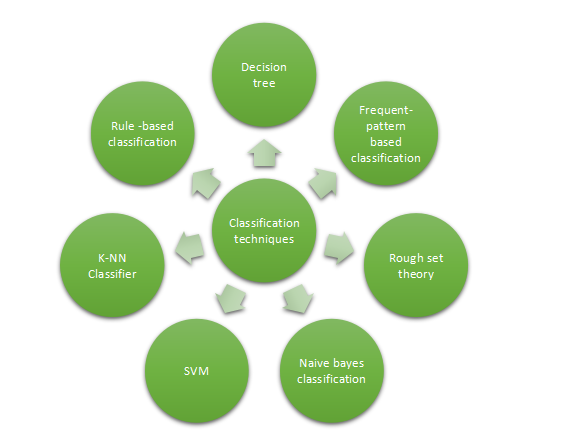 Decision
tree
Frequent-
pattern
based
classification
Rule -based
classification
Classification
techniques
K-NN
Classifier
Rough set
theory
SVM
Naive bayes
classification